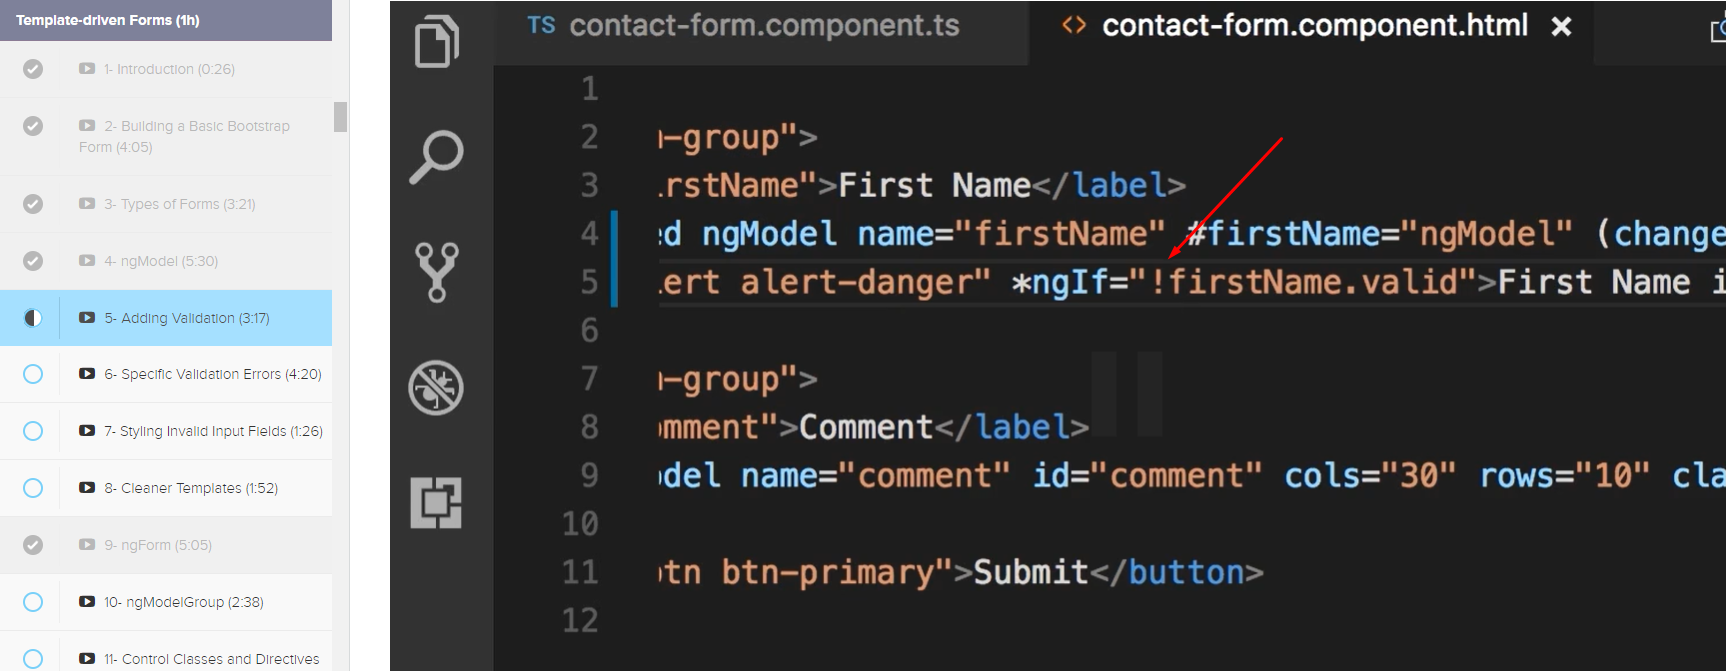 Template-driven Forms (1h)
1- Introduction (0:26)
2- Building a Basic Bootstrap
Form (4:05)
3- Types of Forms (3:21)
4- ngModel (5:30)
5- Adding Validation (3:17)
6- Specific Validation Errors (4:20)
7- Styling Invalid Input Fields (1:26)
8- Cleaner Templates (1:52)
9- ngForm (5:05)
10- ngModelGroup (2:38)
11- Control Classes and Directives
TS contact-form.component.ts
<> contact-form.component.html ×
1
2 -group">
3 rstName">First Name</label>
4 ed ngModel name="firstName" #firstName="ngModel" (change
5 ert alert-danger" *ngIf="!firstName.valid">First Name i
6
7 -group">
8 omment">Comment</label>
9 odel name="comment" id="comment" cols="30" rows="10" cla
10
11 btn btn-primary">Submit</button>
12